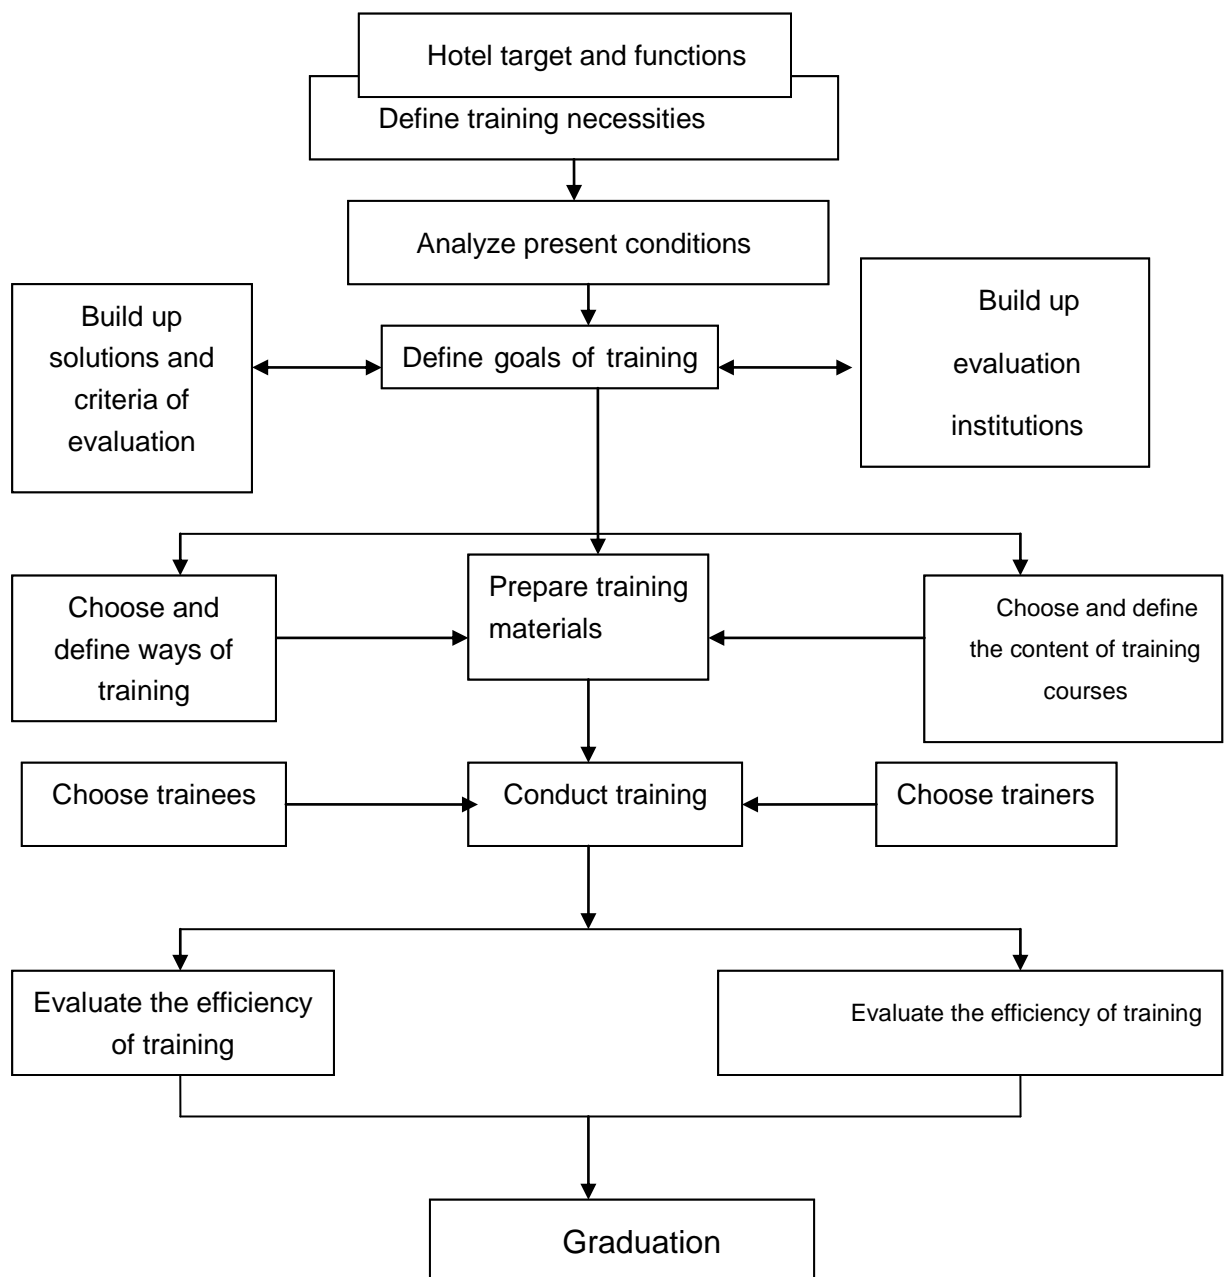 Hotel target and functions
Define training necessities
Analyze present conditions
Build up
solutions and
criteria of
evaluation
Define goals of training
Build up
evaluation
institutions
Choose and
define ways of
training
Prepare training
materials
Choose and define
the content of training
courses
Choose trainees
Conduct training
Choose trainers
Evaluate the efficiency
of training
Evaluate the efficiency of training
Graduation